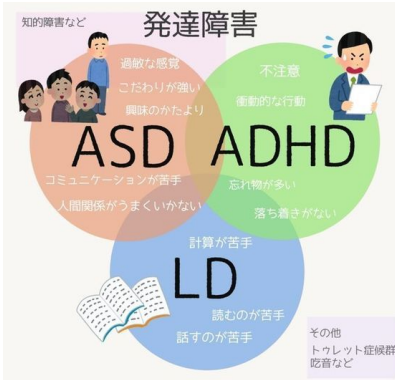 発達障害
知的障害など
過敏な感覚
こだわりが強い
興味のかたより
ASD
コミュニケーションが苦手
人間関係がうまくいかない
不注意
衝動的な行動
ADHD
忘れ物が多い
落ち着きがない
計算が苦手
LD
読むのが苦手
話すのが苦手
その他
トゥレット症候群
吃音など